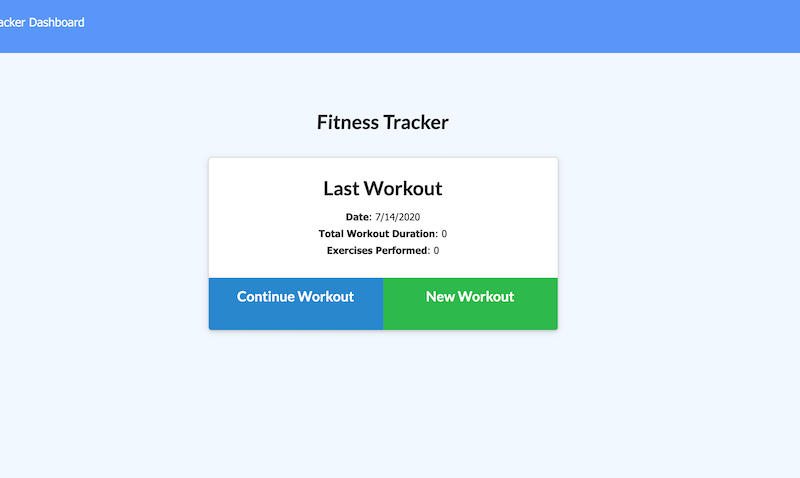 acker Dashboard
Fitness Tracker
Last Workout
Date: 7/14/2020
Total Workout Duration: 0
Exercises Performed: 0
Continue Workout New Workout